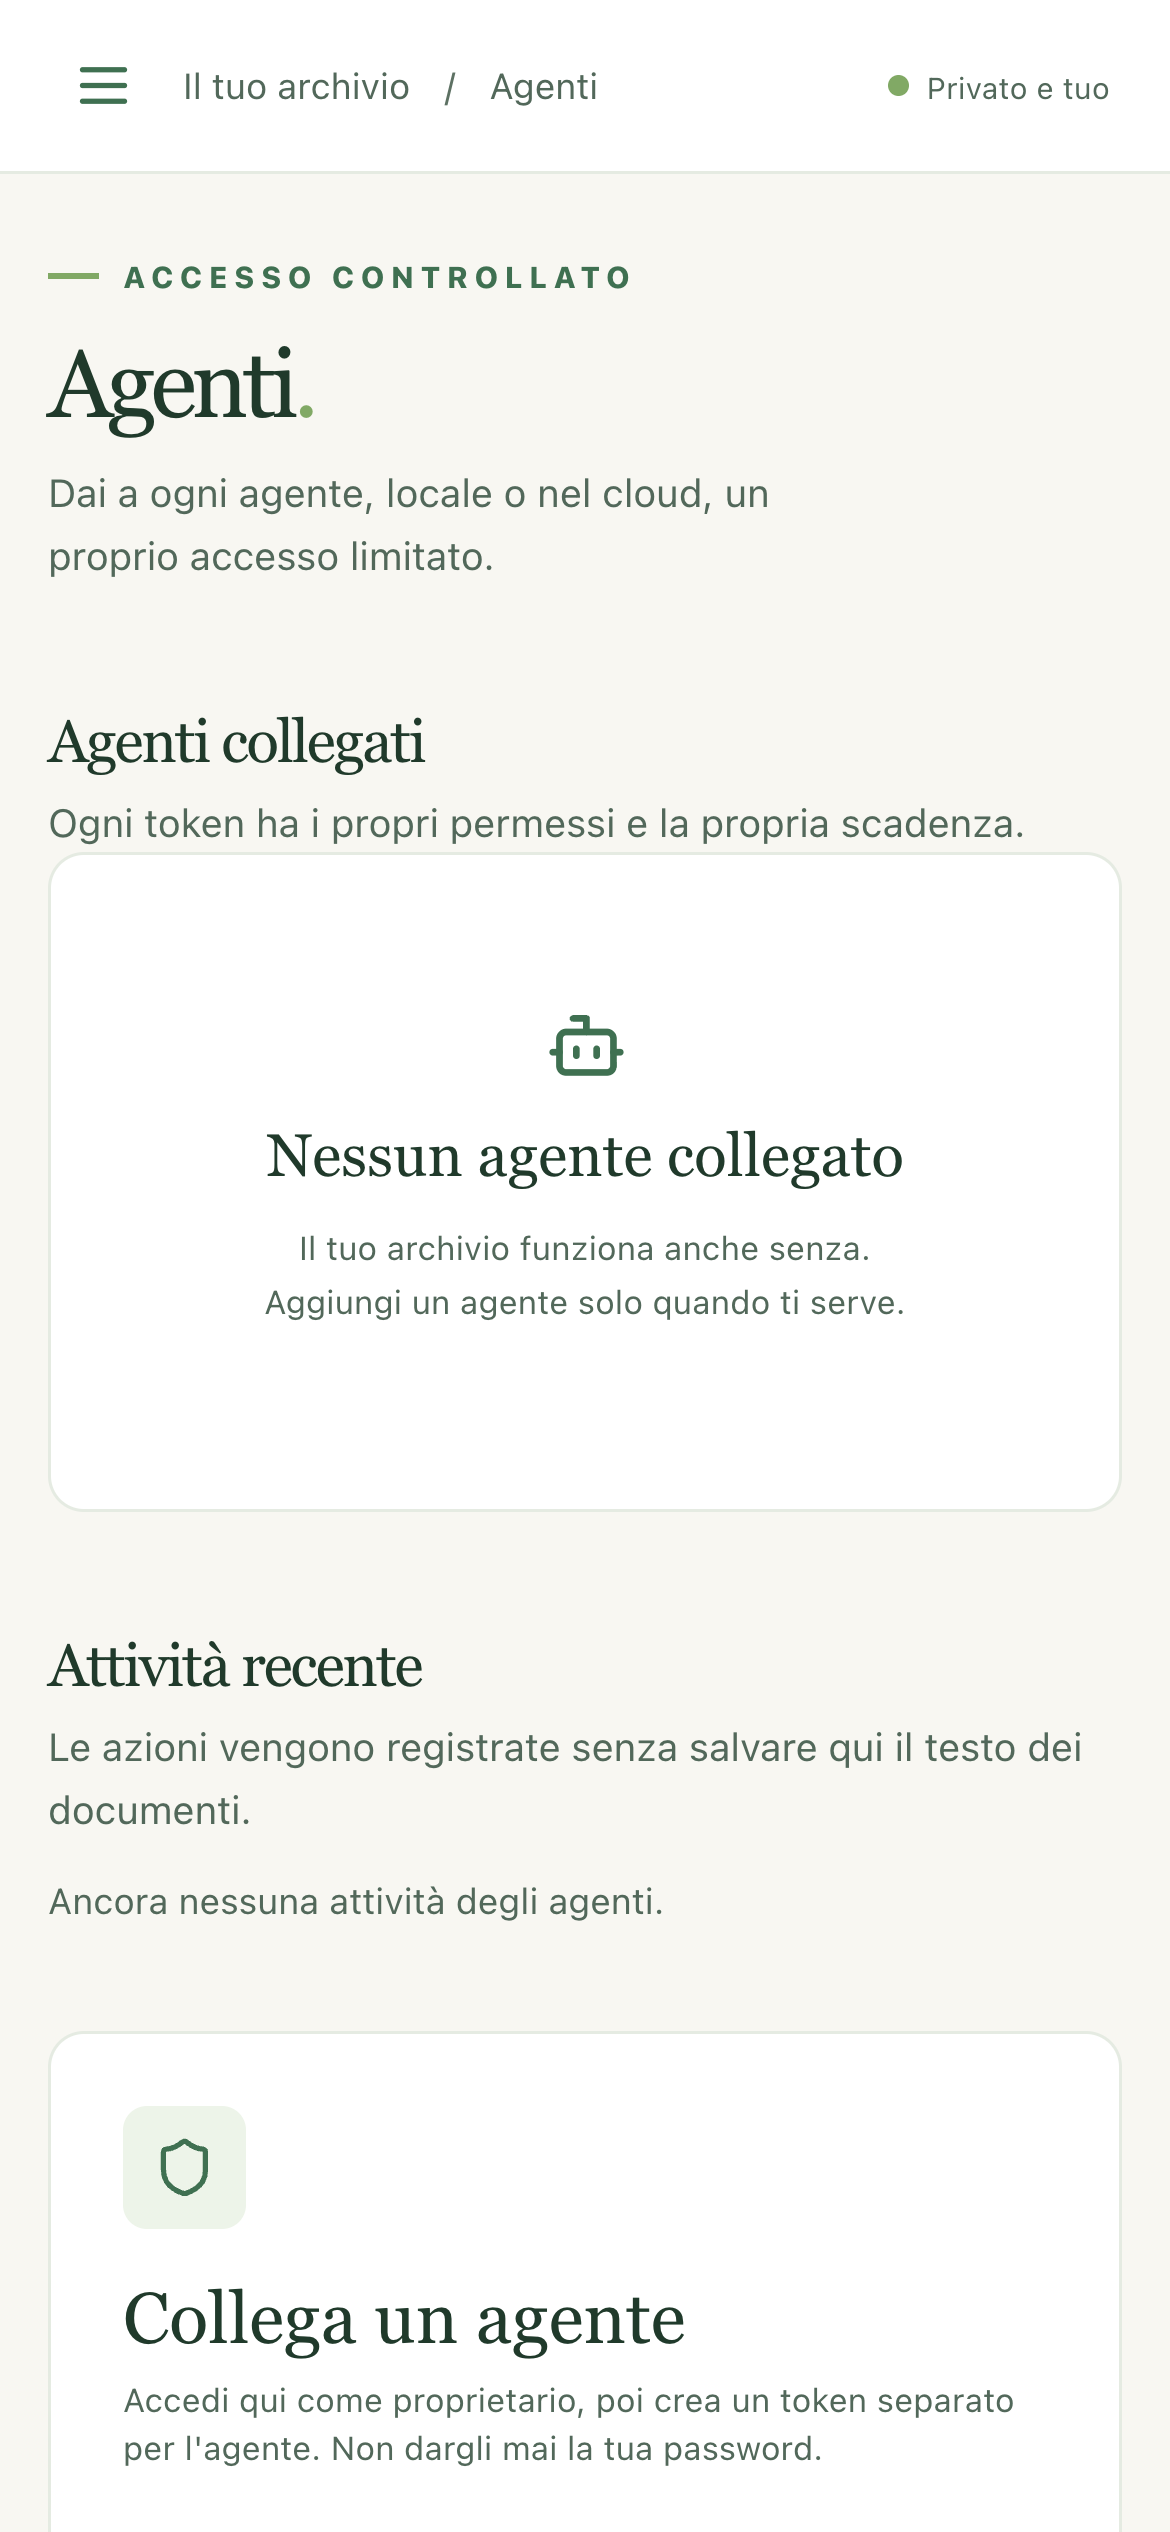 Il tuo archivio / Agenti
Privato e tuo
ACCESSO CONTROLLATO
Agenti.
Dai a ogni agente, locale o nel cloud, un
proprio accesso limitato.
Agenti collegati
Ogni token ha i propri permessi e la propria scadenza.
Nessun agente collegato
Il tuo archivio funziona anche senza.
Aggiungi un agente solo quando ti serve.
Attività recente
Le azioni vengono registrate senza salvare qui il testo dei
documenti.
Ancora nessuna attività degli agenti.
Collega un agente
Accedi qui come proprietario, poi crea un token separato
per l'agente. Non dargli mai la tua password.